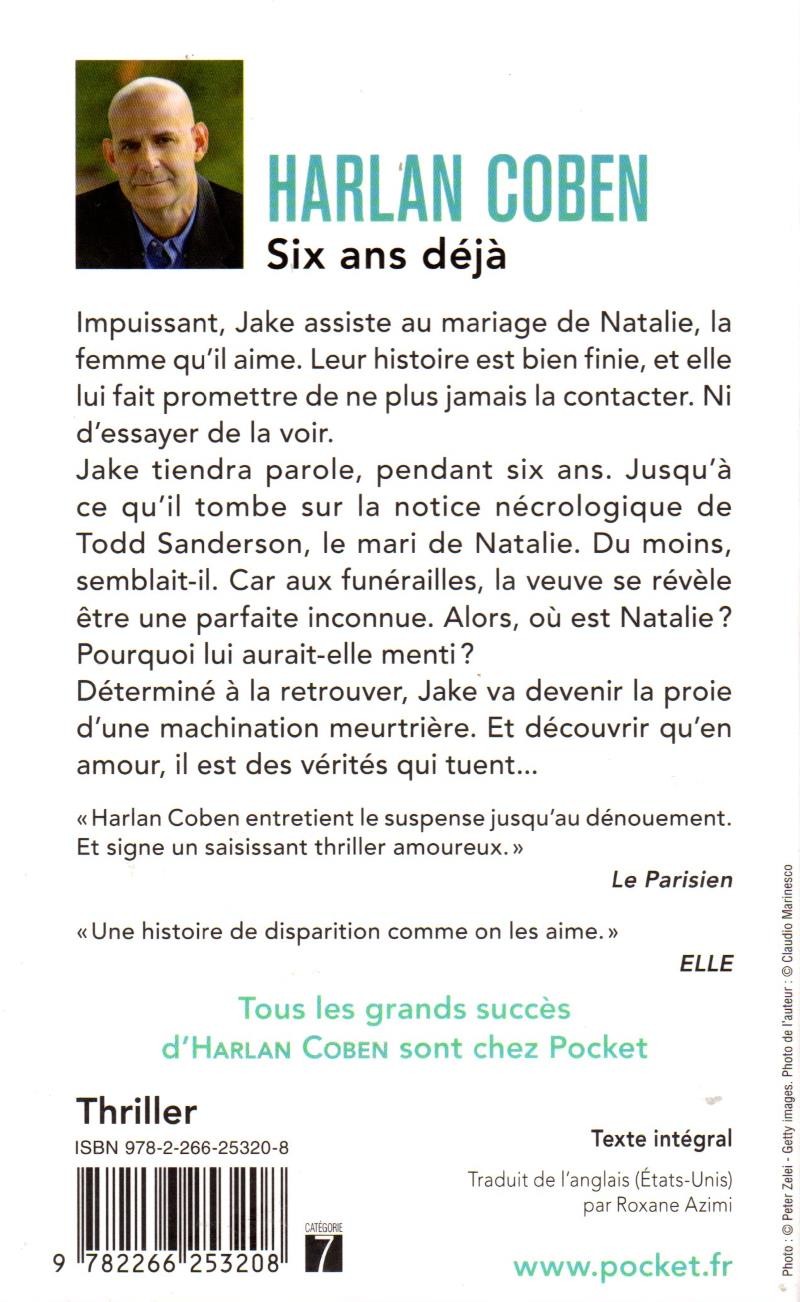 HARLAN COBEN
Six ans déjà
Impuissant, Jake assiste au mariage de Natalie, la
femme qu'il aime. Leur histoire est bien finie, et elle
lui fait promettre de ne plus jamais la contacter. Ni
d'essayer de la voir.
Jake tiendra parole, pendant six ans. Jusqu'à
ce qu'il tombe sur la notice nécrologique de
Todd Sanderson, le mari de Natalie. Du moins,
semblait-il. Car aux funérailles, la veuve se révèle
être une parfaite inconnue. Alors, où est Natalie ?
Pourquoi lui aurait-elle menti ?
Déterminé à la retrouver, Jake va devenir la proie
d'une machination meurtrière. Et découvrir qu'en
amour, il est des vérités qui tuent...
« Harlan Coben entretient le suspense jusqu'au dénouement.
Et signe un saisissant thriller amoureux. »
Le Parisien
« Une histoire de disparition comme on les aime. »
ELLE
Tous les grands succès
d'HARLAN COBEN sont chez Pocket
Thriller
ISBN 978-2-266-25320-8
9 782266 253208
CATÉGORIE
7
Texte intégral
Traduit de l'anglais (États-Unis)
par Roxane Azimi
www.pocket.fr
Photo : © Peter Zelei - Getty images. Photo de l'auteur : © Claudio Marinesco